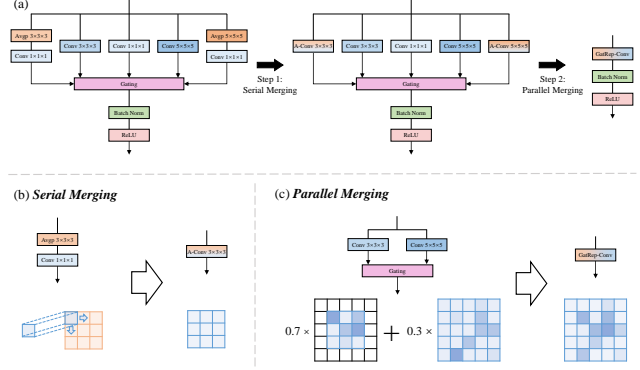 (a)
Avgp 3×3×3
Conv 1×1×1
Conv 3×3×3
Conv 1×1×1
Conv 5×5×5
Avgp 5×5×5
Conv 1×1×1
Gating
Batch Norm
ReLU
Step 1:
Serial Merging
A-Conv 3×3×3
Conv 3×3×3
Conv 1×1×1
Conv 5×5×5
A-Conv 5×5×5
Gating
Batch Norm
ReLU
Step 2:
Parallel Merging
GatRep-Conv
Batch Norm
ReLU
(b) Serial Merging
Avgp 3×3×3
Conv 1×1×1
A-Conv 3×3×3
(c) Parallel Merging
Conv 3×3×3
Conv 5×5×5
Gating
GatRep-Conv
0.7 ×
+
0.3 ×